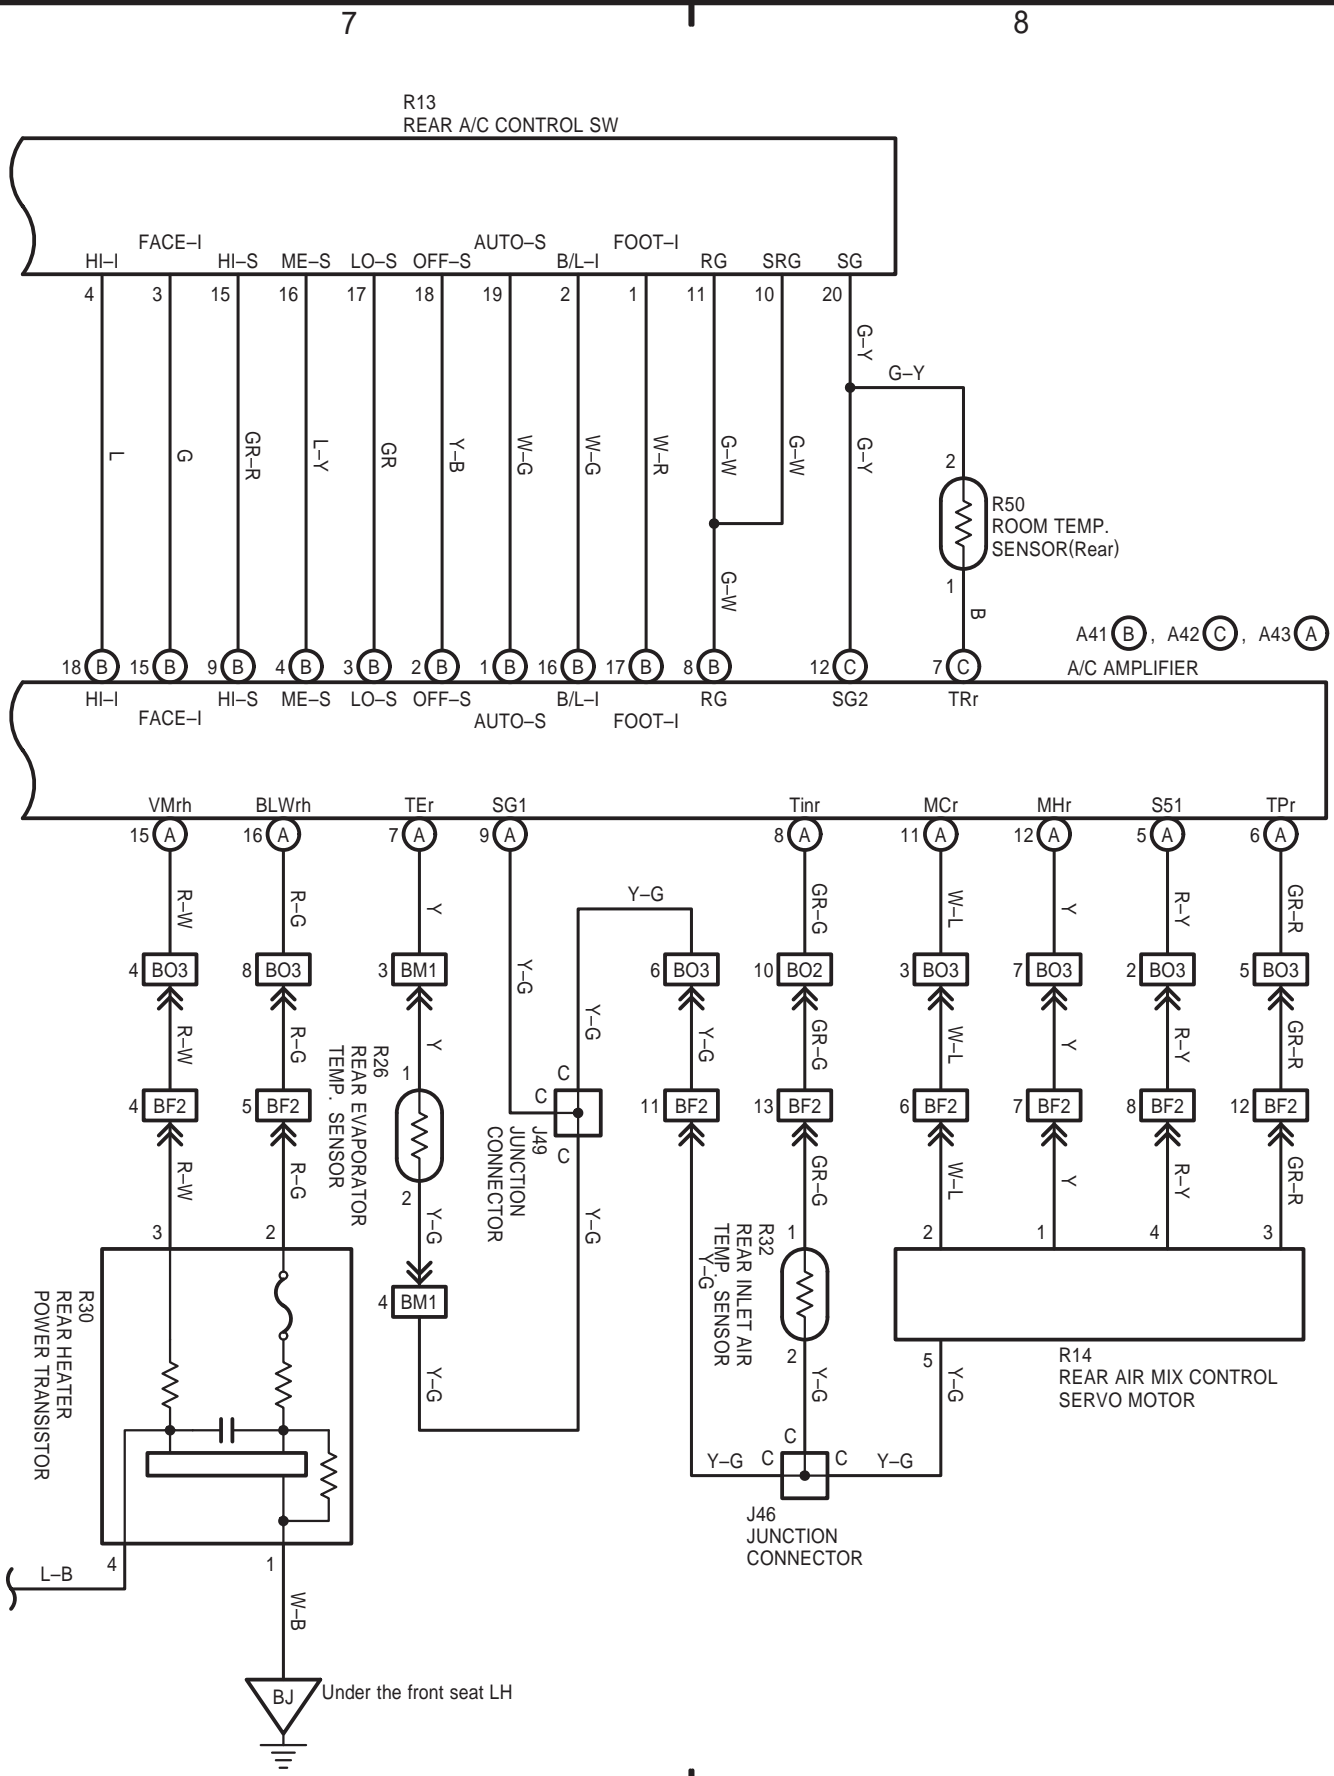 7 8
R13
REAR A/C CONTROL SW
FACE–I AUTO–S FOOT–I
HI–I HI–S ME–S LO–S OFF–S B/L–I RG SRG SG
4 3 15 16 17 18 19 2 1 11 10 20
G–Y
G–Y
L G GR–R L–Y GR Y–B W–G W–G W–R G–W G–W G–Y
2
R50
ROOM TEMP.
SENSOR(Rear)
1
G–W B
A41 B , A42 C , A43 A
A/C AMPLIFIER
18 B 15 B 9 B 4 B 3 B 2 B 1 B 16 B 17 B 8 B 12 C 7 C
HI–I HI–S ME–S LO–S OFF–S B/L–I RG SG2 TRr
FACE–I AUTO–S FOOT–I
VMrh BLWrh TEr SG1 Tinr MCr MHr S51 TPr
15 A 16 A 7 A 9 A 8 A 11 A 12 A 5 A 6 A
R–W R–G Y Y–G GR–G W–L Y R–Y GR–R
4 BO3 8 BO3 3 BM1 Y–G 6 BO3 10 BO2 3 BO3 7 BO3 2 BO3 5 BO3
R–W R–G Y Y–G Y–G GR–G W–L Y R–Y GR–R
R26
REAR EVAPORATOR
TEMP. SENSOR
1 C
C
4 BF2 5 BF2 11 BF2 13 BF2 6 BF2 7 BF2 8 BF2 12 BF2
J49
JUNCTION
CONNECTOR
C
R–W R–G GR–G W–L Y R–Y GR–R
2
Y–G Y–G Y–G
3 2 1 2 1 4 3
R32
REAR INLET AIR
TEMP. SENSOR
4 BM1
R30
REAR HEATER
POWER TRANSISTOR
2 5
R14
REAR AIR MIX CONTROL
SERVO MOTOR
Y–G Y–G Y–G
C
Y–G C C Y–G
J46
JUNCTION
CONNECTOR
4 1
L–B
W–B
BJ Under the front seat LH